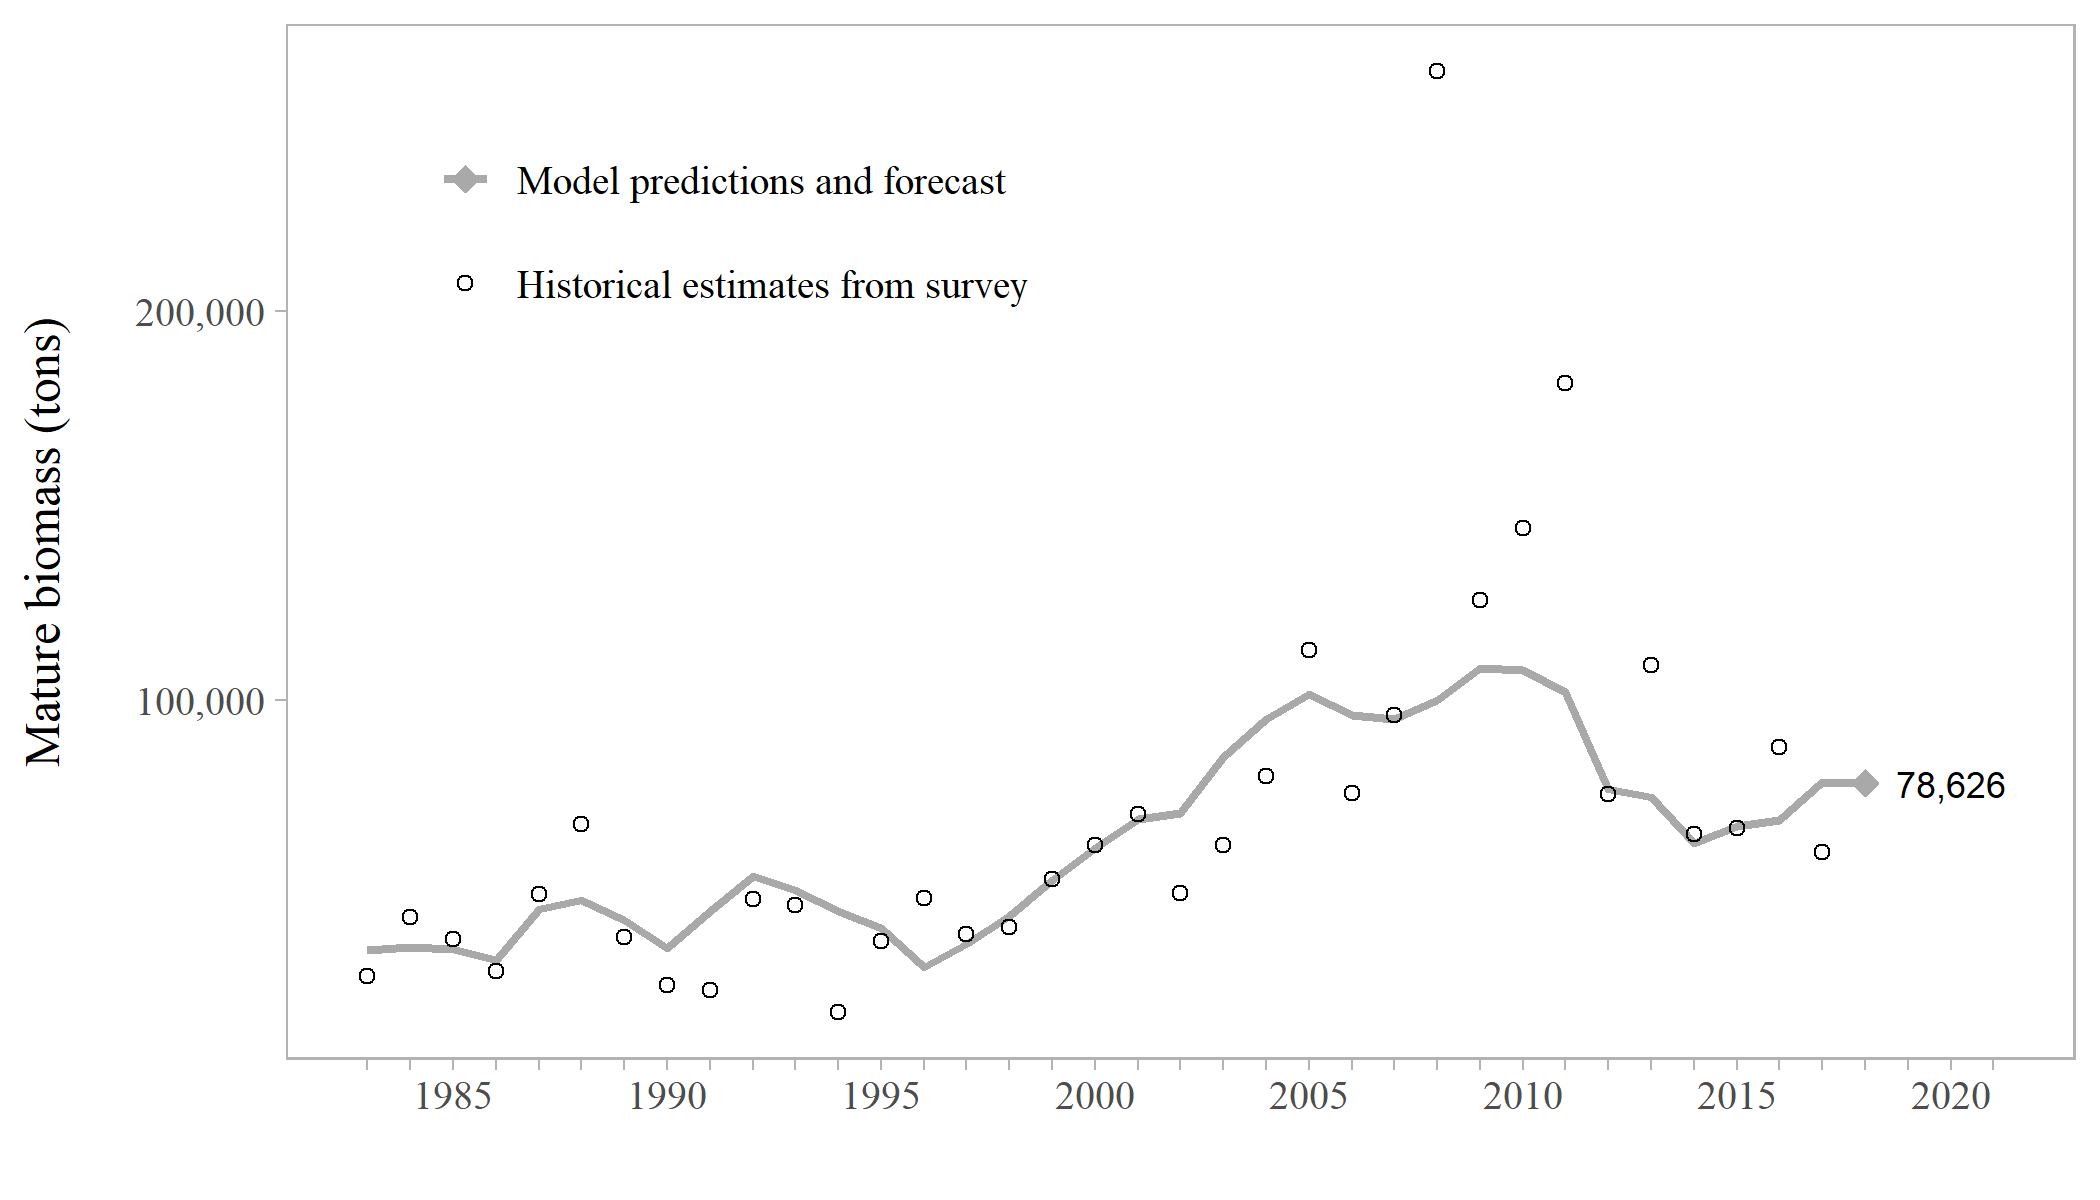 Model predictions and forecast
Historical estimates from survey
200,000
100,000
Mature biomass (tons)
78,626
1985 1990 1995 2000 2005 2010 2015 2020